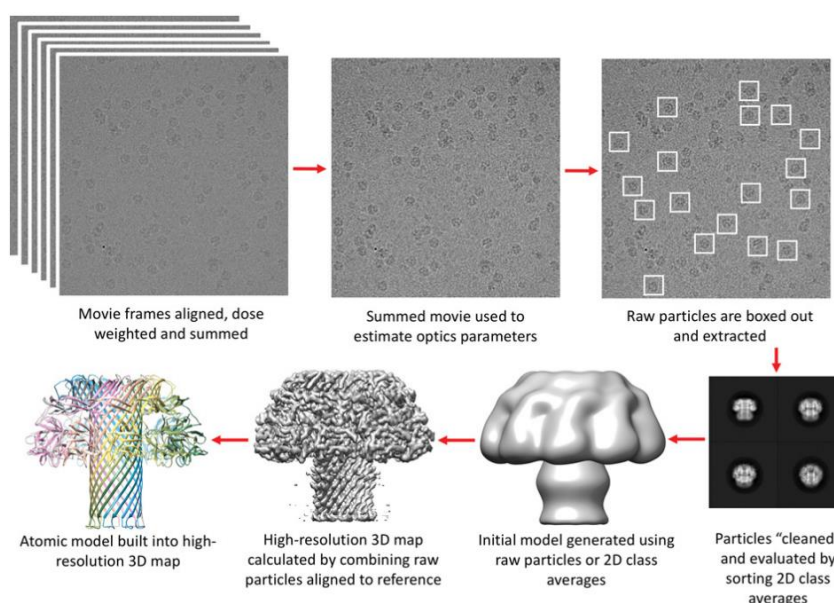 Movie frames aligned, dose
weighted and summed
Summed movie used to
estimate optics parameters
Raw particles are boxed out
and extracted
Atomic model built into high-
resolution 3D map
High-resolution 3D map
calculated by combining raw
particles aligned to reference
Initial model generated using
raw particles or 2D class
averages
Particles “cleaned
and evaluated by
sorting 2D class
averages